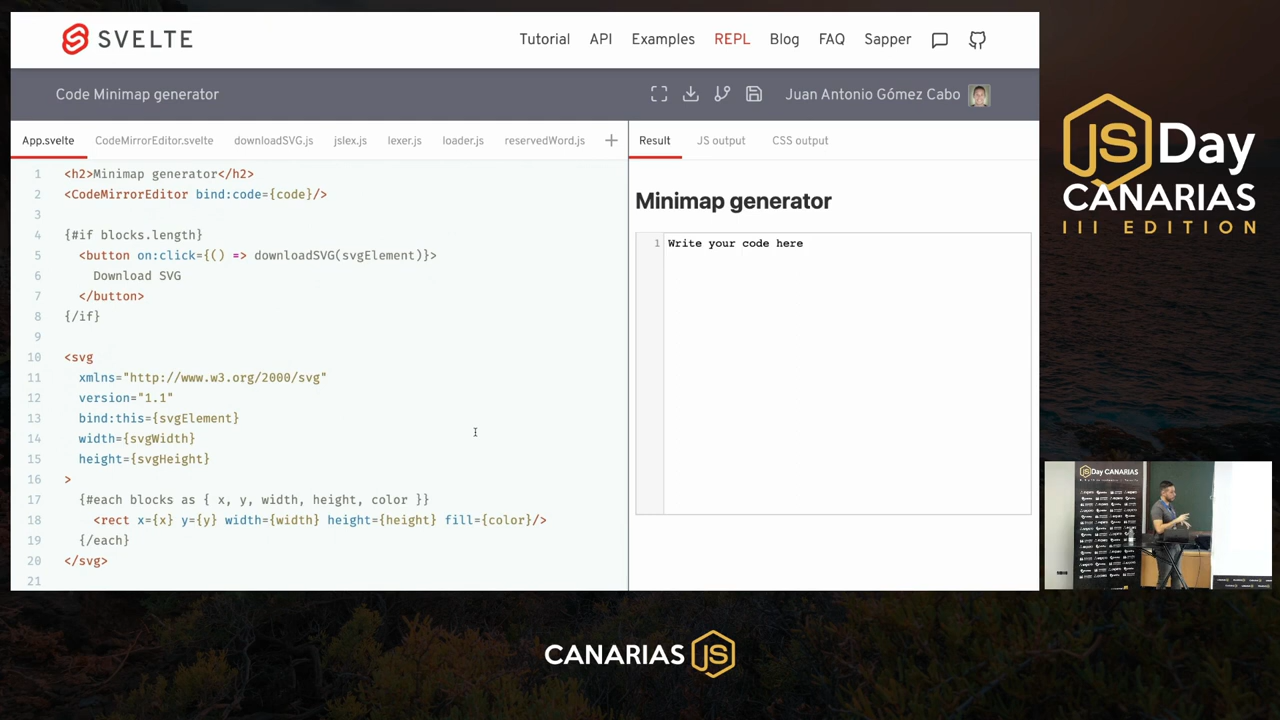 SVELTE
Tutorial API Examples REPL Blog FAQ Sapper
Code Minimap generator
Juan Antonio Gómez Cabo
App.svelte CodeMirrorEditor.svelte downloadSVG.js jslex.js lexer.js loader.js reservedWord.js +
1 <h2>Minimap generator</h2>
2 <CodeMirrorEditor bind:code={code}/>
3
4 {#if blocks.length}
5 <button on:click={() => downloadSVG(svgElement)}>
6 Download SVG
7 </button>
8 {/if}
9
10 <svg
11 xmlns="http://www.w3.org/2000/svg"
12 version="1.1"
13 bind:this={svgElement}
14 width={svgWidth}
15 height={svgHeight}
16 >
17 {#each blocks as { x, y, width, height, color }}
18 <rect x={x} y={y} width={width} height={height} fill={color}/>
19 {/each}
20 </svg>
21
Result JS output CSS output
Minimap generator
1 Write your code here
JS Day
CANARIAS
III EDITION
JS Day CANARIAS
CANARIAS JS